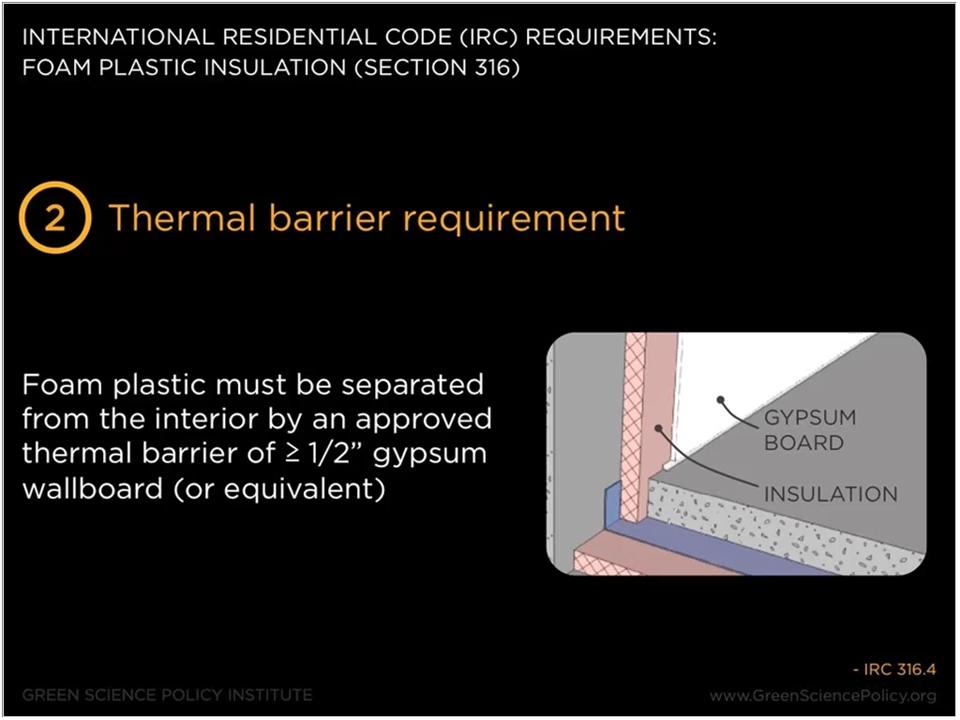 INTERNATIONAL RESIDENTIAL CODE (IRC) REQUIREMENTS:
FOAM PLASTIC INSULATION (SECTION 316)
2 Thermal barrier requirement
Foam plastic must be separated
from the interior by an approved
thermal barrier of ≥ 1/2” gypsum
wallboard (or equivalent)
GYPSUM
BOARD
INSULATION
- IRC 316.4
GREEN SCIENCE POLICY INSTITUTE
www.GreenSciencePolicy.org